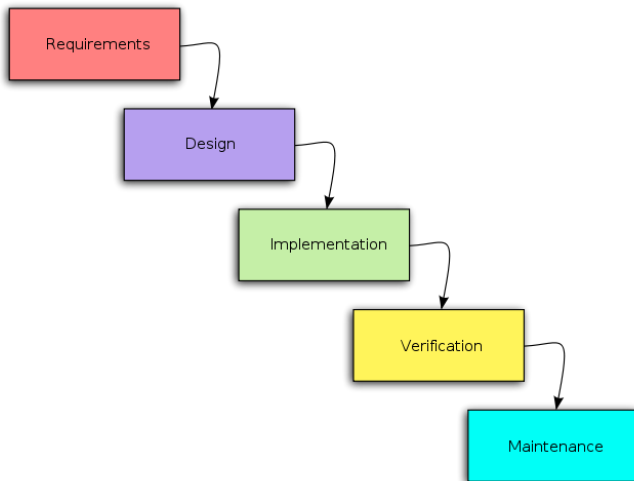 Requirements
Design
Implementation
Verification
Maintenance